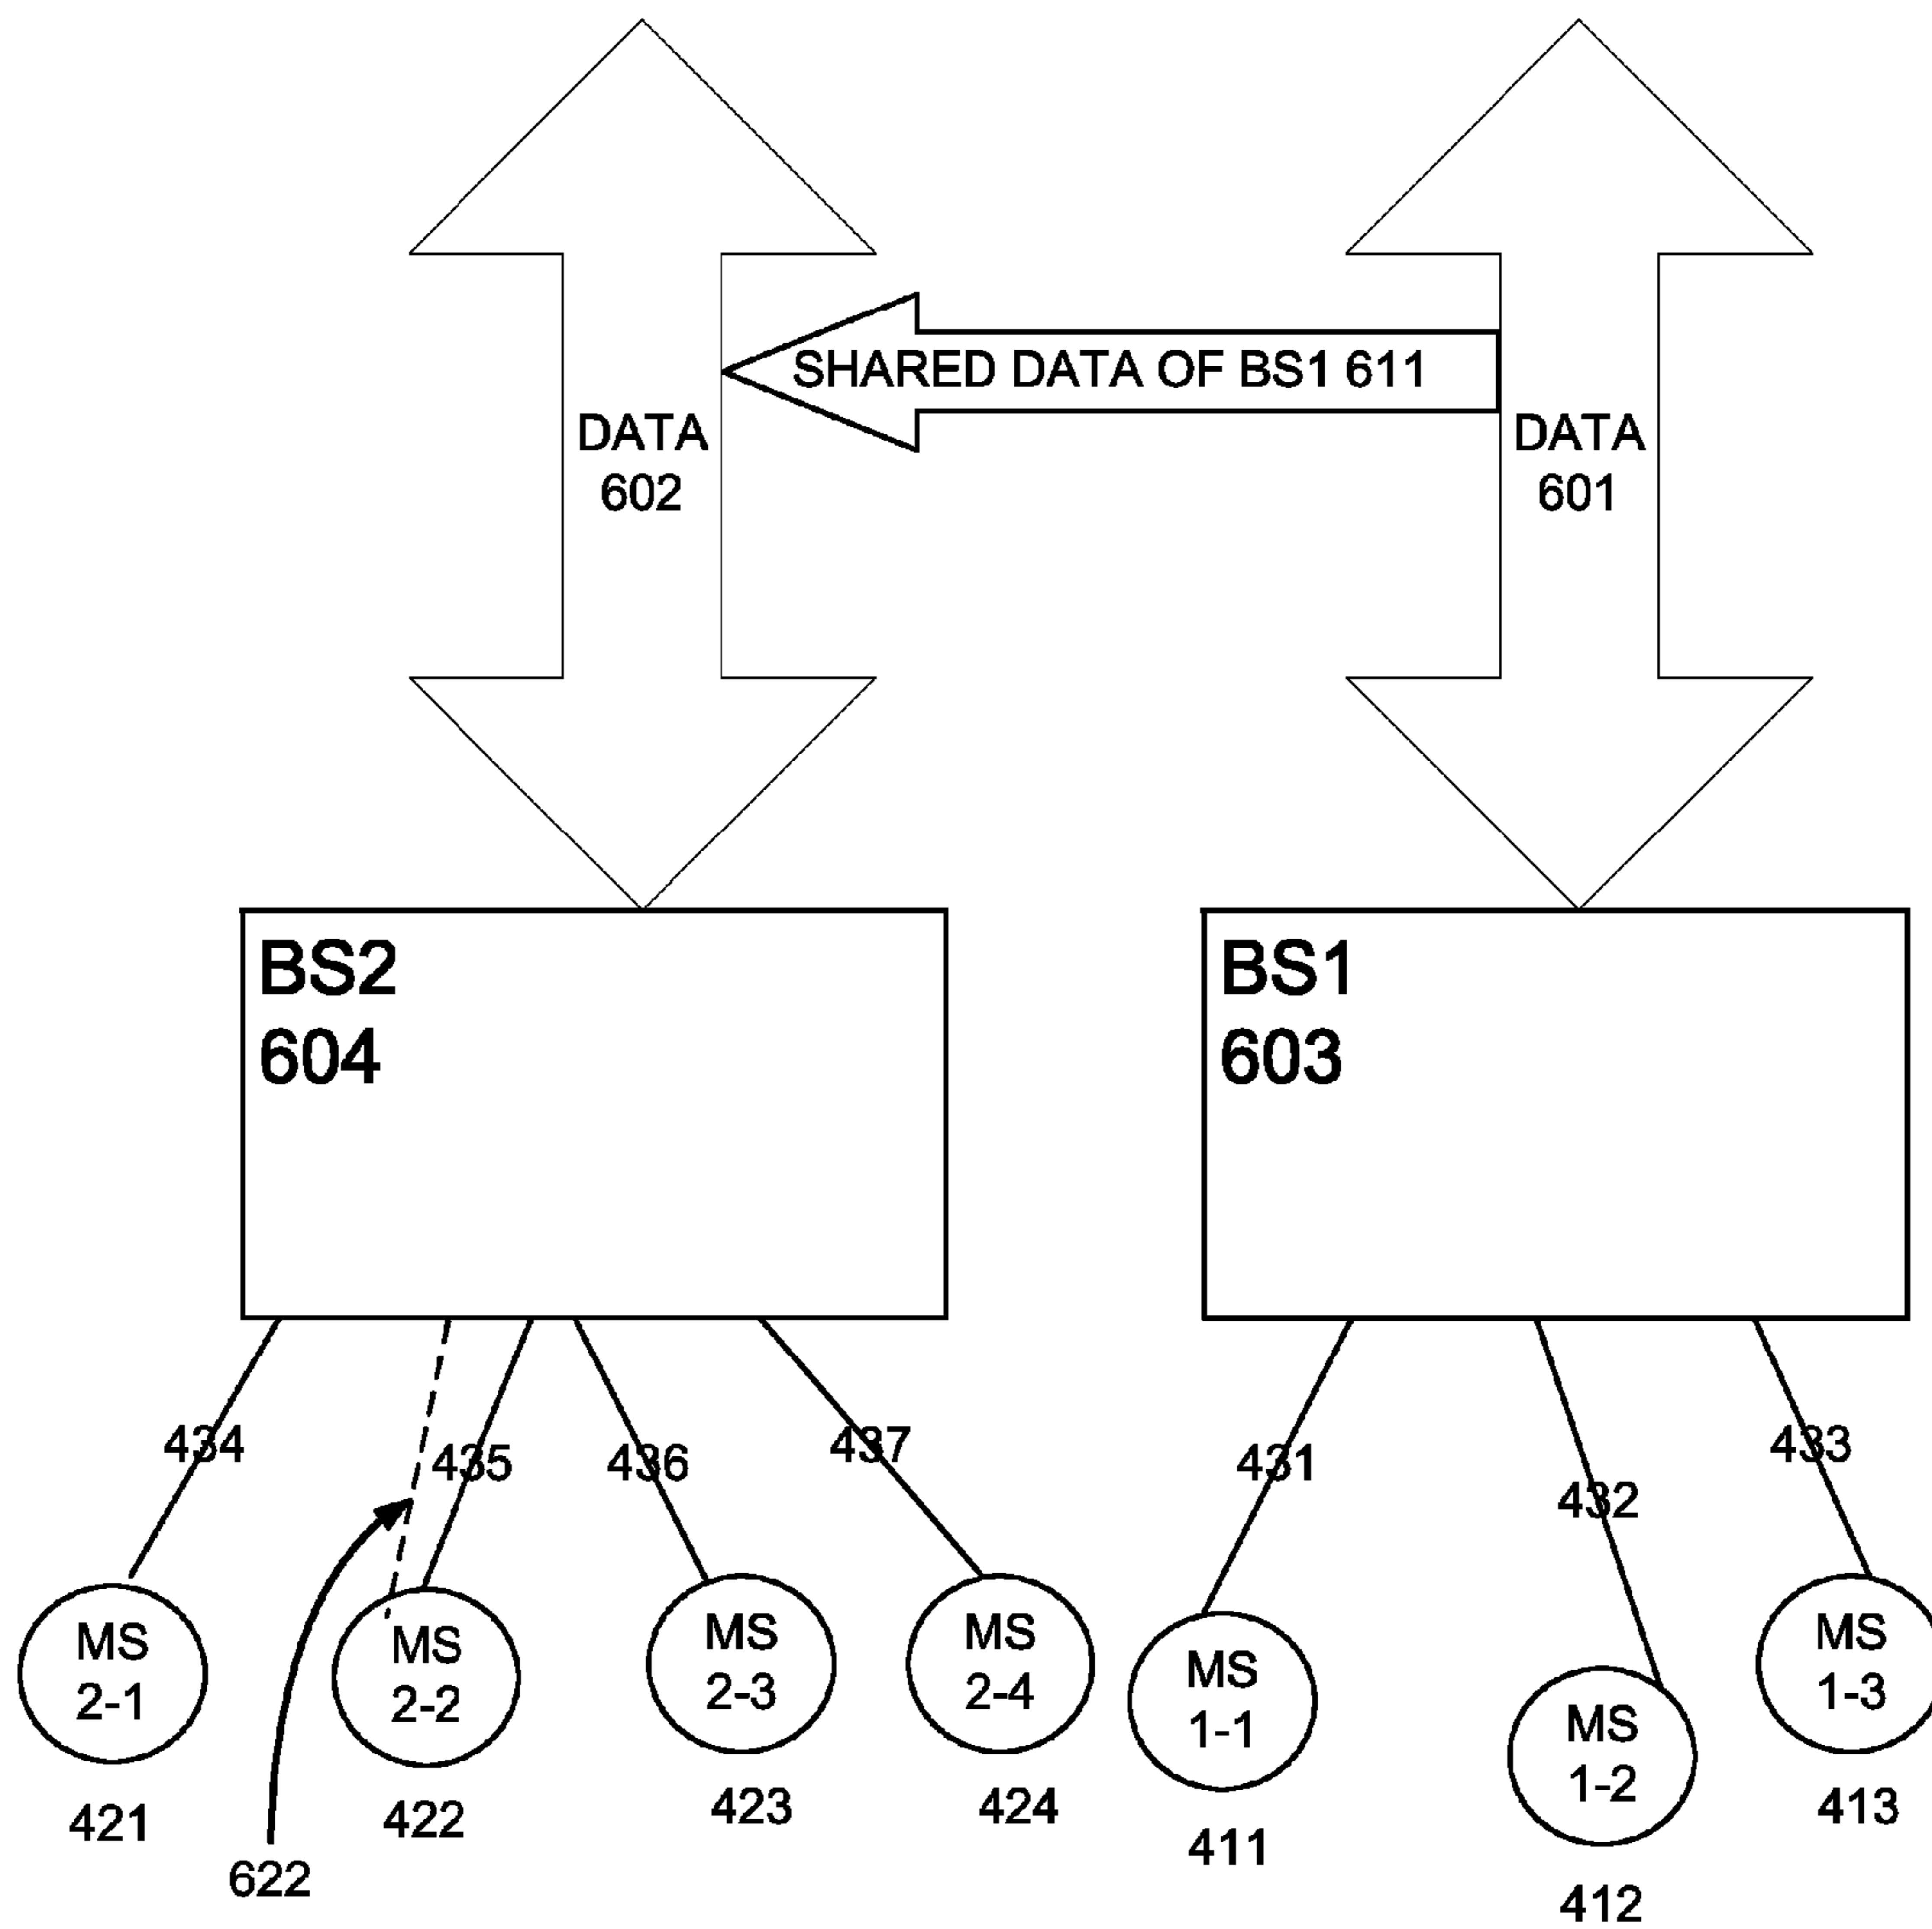 SHARED DATA OF BS1 611
DATA
602
DATA
601
BS2
604
BS1
603
434
435
436
437
431
432
433
MS
2-1
MS
2-2
MS
2-3
MS
2-4
MS
1-1
MS
1-2
MS
1-3
421
422
423
424
411
412
413
622